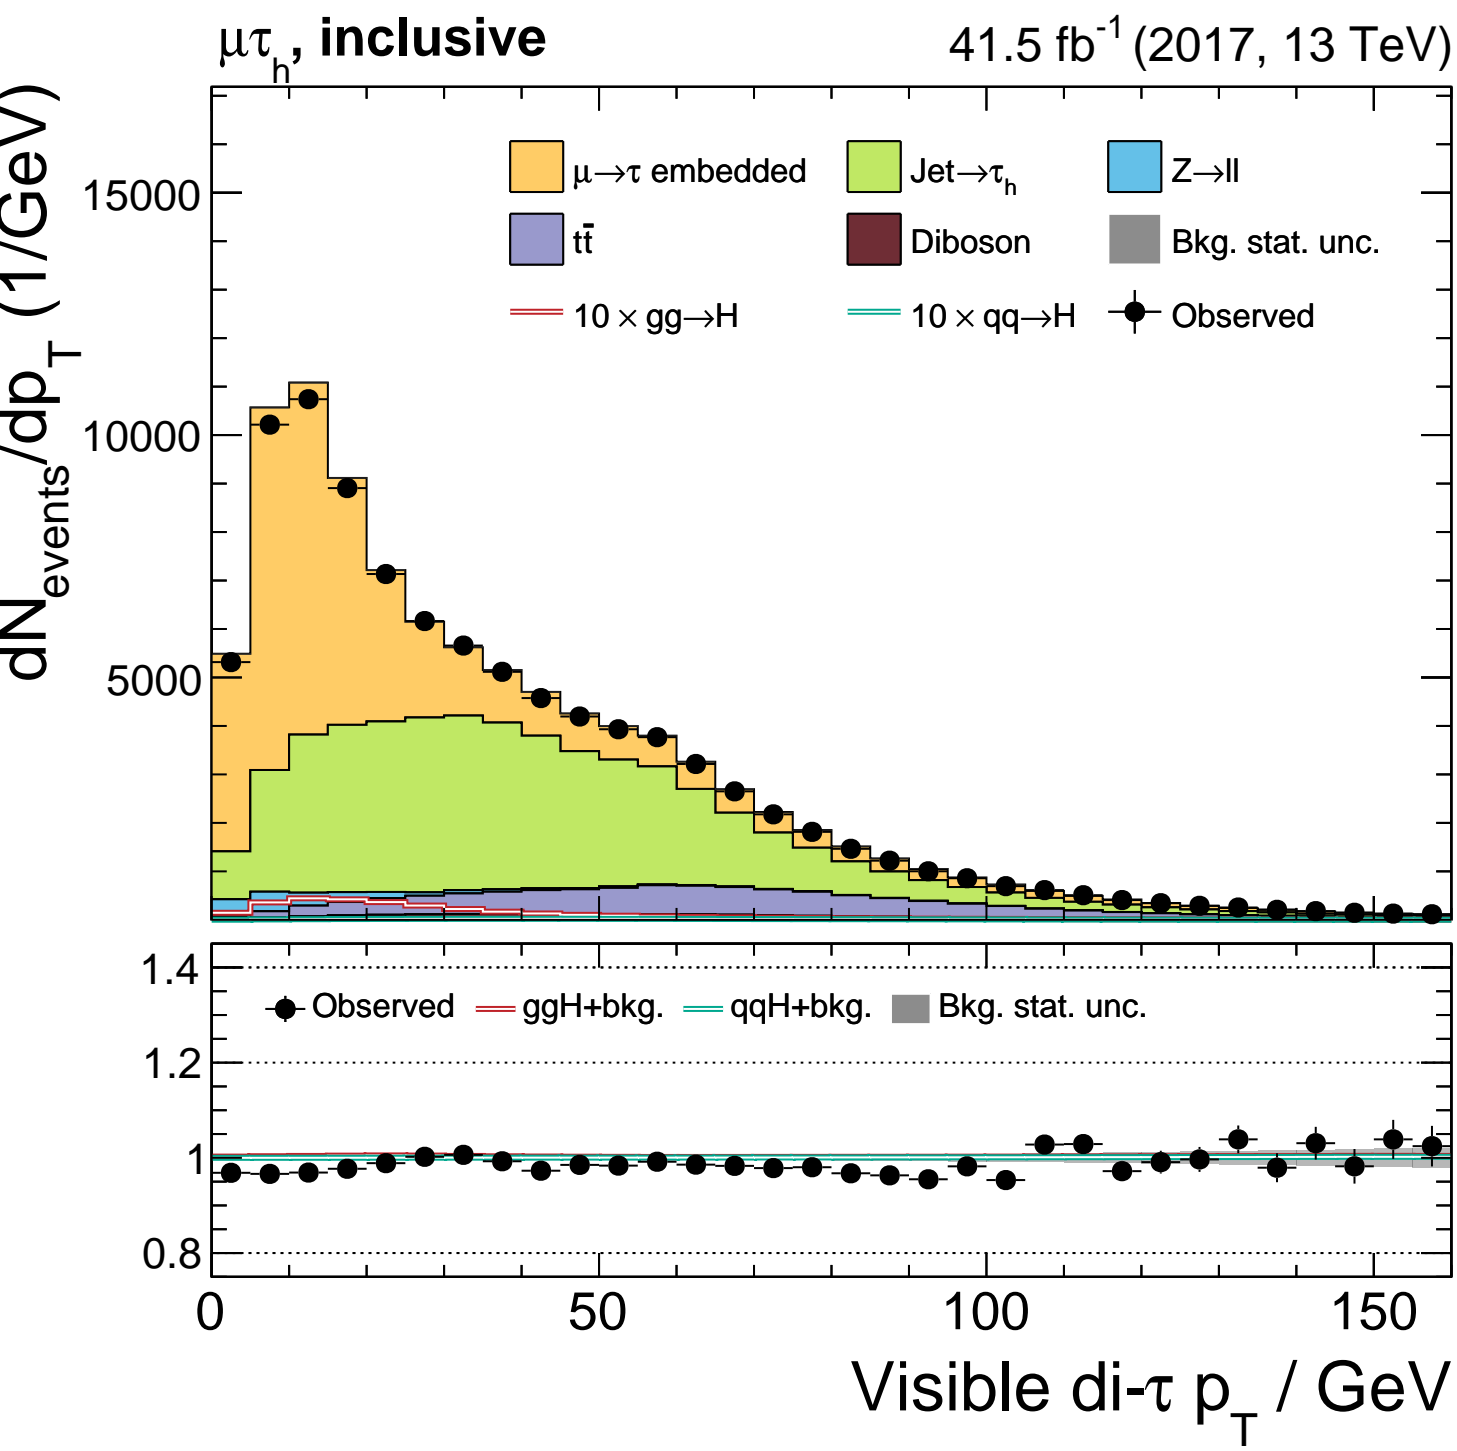 μτh, inclusive
41.5 fb-1 (2017, 13 TeV)
dNevents/dpT (1/GeV)
15000
10000
5000
μ→τ embedded
Jet→τh
Z→ll
tt̄
Diboson
Bkg. stat. unc.
10 × gg→H
10 × qq→H
Observed
1.4
1.2
1
0.8
Observed
ggH+bkg.
qqH+bkg.
Bkg. stat. unc.
0
50
100
150
Visible di-τ pT / GeV